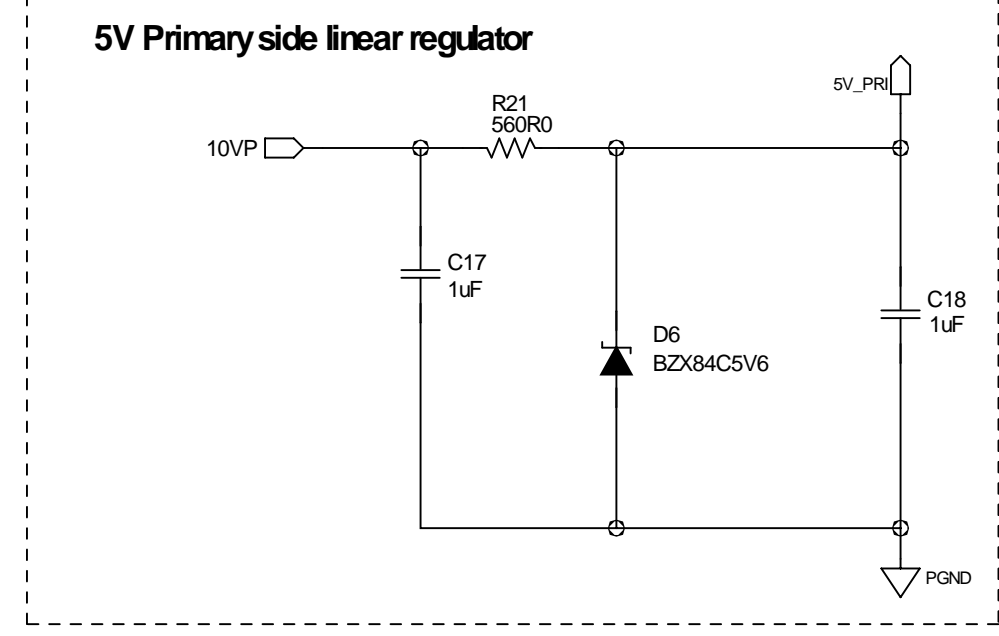 5V Primary side linear regulator
5V_PRI
R21
560R0
10VP
C17
1uF
C18
1uF
D6
BZX84C5V6
PGND